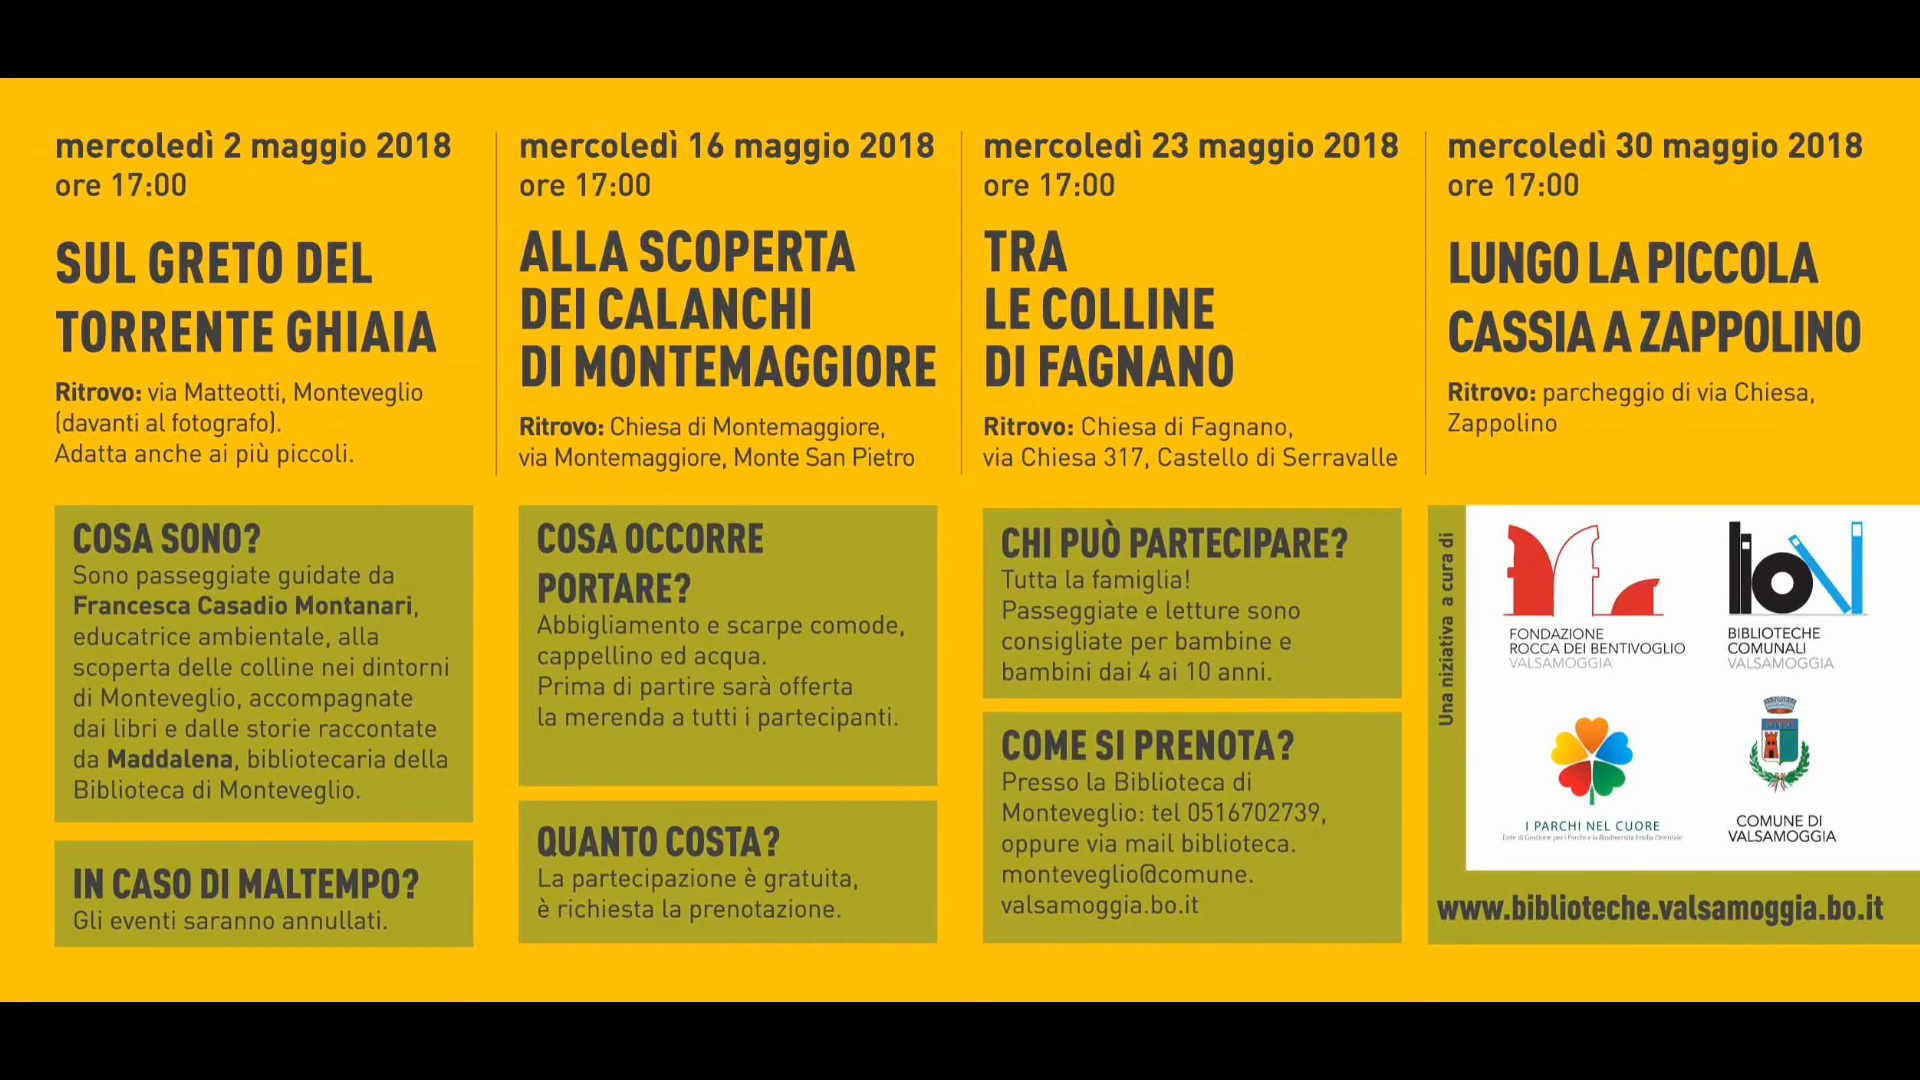 mercoledì 2 maggio 2018
ore 17:00
SUL GRETO DEL
TORRENTE GHIAIA
Ritrovo: via Matteotti, Monteveglio
(davanti al fotografo).
Adatta anche ai più piccoli.
mercoledì 16 maggio 2018
ore 17:00
ALLA SCOPERTA
DEI CALANCHI
DI MONTEMAGGIORE
Ritrovo: Chiesa di Montemaggiore,
via Montemaggiore, Monte San Pietro
mercoledì 23 maggio 2018
ore 17:00
TRA
LE COLLINE
DI FAGNANO
Ritrovo: Chiesa di Fagnano,
via Chiesa 317, Castello di Serravalle
mercoledì 30 maggio 2018
ore 17:00
LUNGO LA PICCOLA
CASSIA A ZAPPOLINO
Ritrovo: parcheggio di via Chiesa,
Zappolino
COSA SONO?
Sono passeggiate guidate da
Francesca Casadio Montanari,
educatrice ambientale, alla
scoperta delle colline nei dintorni
di Monteveglio, accompagnate
dai libri e dalle storie raccontate
da Maddalena, bibliotecaria della
Biblioteca di Monteveglio.
IN CASO DI MALTEMPO?
Gli eventi saranno annullati.
COSA OCCORRE
PORTARE?
Abbigliamento e scarpe comode,
cappellino ed acqua.
Prima di partire sarà offerta
la merenda a tutti i partecipanti.
QUANTO COSTA?
La partecipazione è gratuita,
è richiesta la prenotazione.
CHI PUÒ PARTECIPARE?
Tutta la famiglia!
Passeggiate e letture sono
consigliate per bambine e
bambini dai 4 ai 10 anni.
COME SI PRENOTA?
Presso la Biblioteca di
Monteveglio: tel 0516702739,
oppure via mail biblioteca.
monteveglio@comune.
valsamoggia.bo.it
Una niziativa a cura di
FONDAZIONE
ROCCA DEI BENTIVOGLIO
VALSAMOGGIA
BIBLIOTECHE
COMUNALI
VALSAMOGGIA
I PARCHI NEL CUORE
Ente di Gestione per i Parchi e la Biodiversità Emilia Orientale
COMUNE DI
VALSAMOGGIA
www.biblioteche.valsamoggia.bo.it